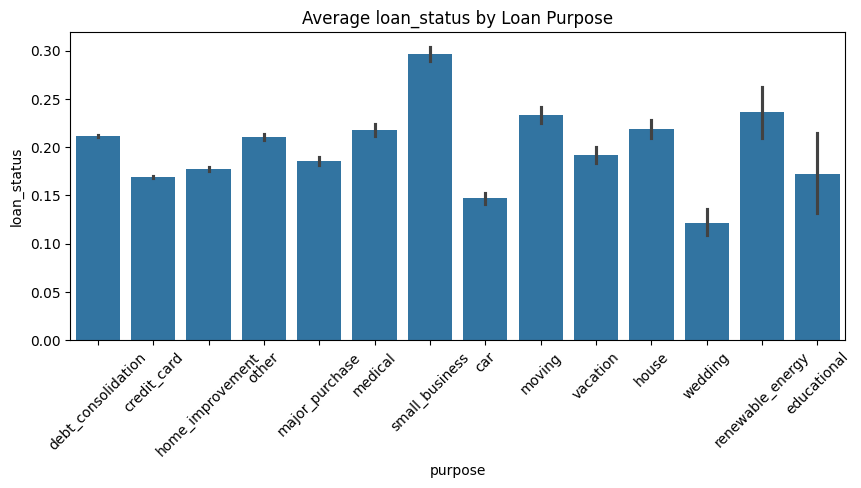 Average loan_status by Loan Purpose
loan_status
0.30
0.25
0.20
0.15
0.10
0.05
0.00
debt_consolidation
credit_card
home_improvement
other
major_purchase
medical
small_business
car
moving
vacation
house
wedding
renewable_energy
educational
purpose